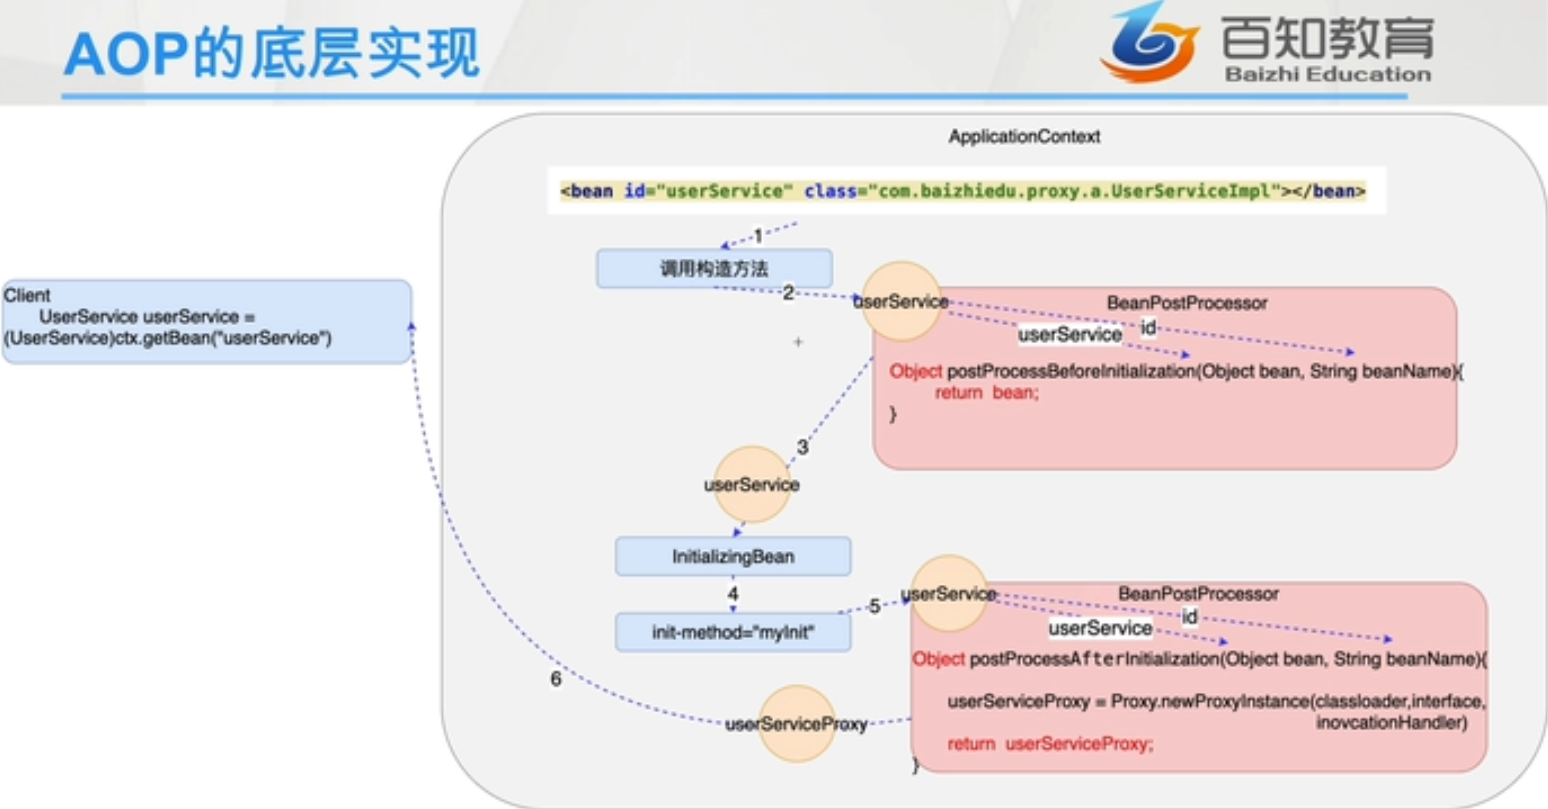 AOP的底层实现
百知教育
Baizhi Education
ApplicationContext
<bean id="userService" class="com.baizhiedu.proxy.a.UserServiceImpl"></bean>
1
调用构造方法
2
userService
BeanPostProcessor
id
userService
Object postProcessBeforeInitialization(Object bean, String beanName){
return bean;
}
Client
UserService userService =
(UserService)ctx.getBean("userService")
3
userService
InitializingBean
4
init-method="myInit"
5
userService
BeanPostProcessor
id
userService
Object postProcessAfterInitialization(Object bean, String beanName){
userServiceProxy = Proxy.newProxyInstance(classloader,interface,
inovcationHandler)
return userServiceProxy;
}
6
userServiceProxy